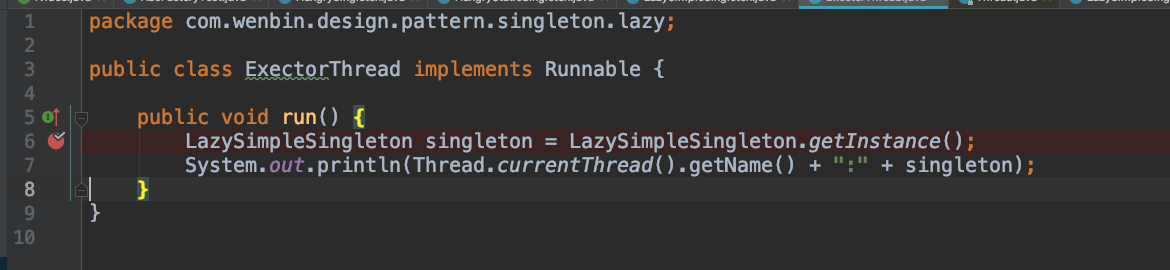 1 package com.wenbin.design.pattern.singleton.lazy;
2
3 public class ExectorThread implements Runnable {
4
5 public void run() {
6 LazySimpleSingleton singleton = LazySimpleSingleton.getInstance();
7 System.out.println(Thread.currentThread().getName() + ":" + singleton);
8 }
9 }
10